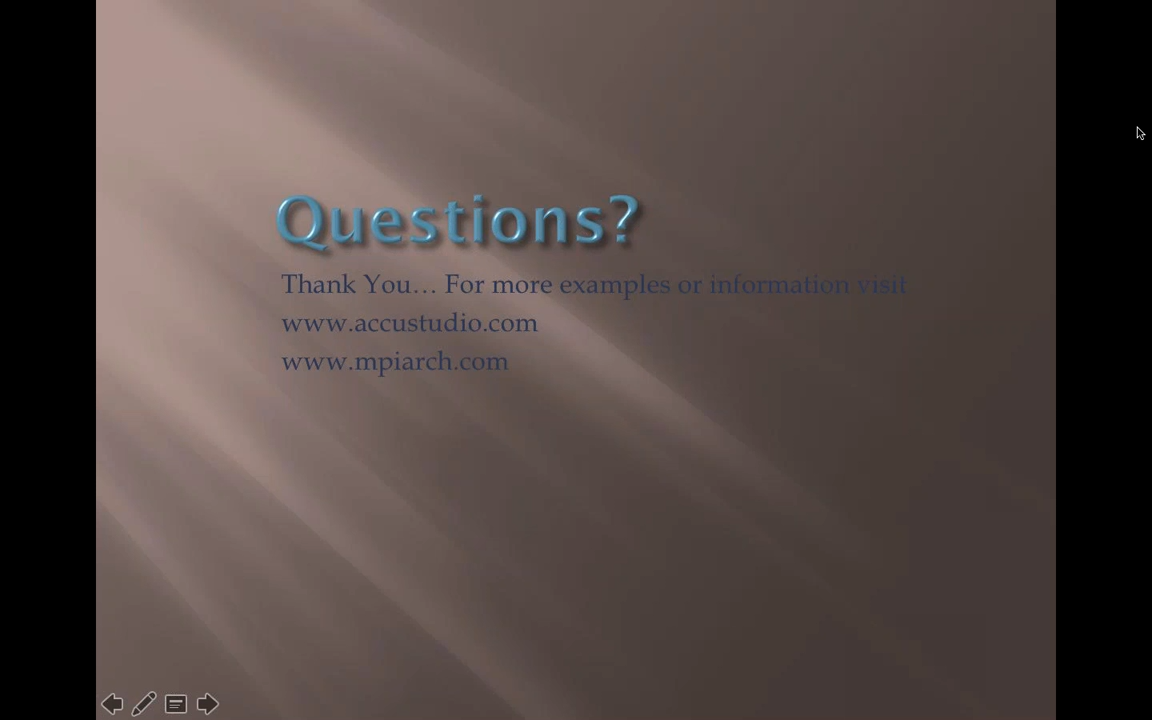 Questions?
Thank You... For more examples or information visit
www.accustudio.com
www.mpiarch.com